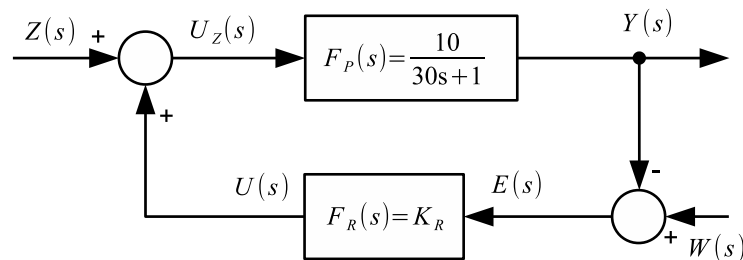 Z(s) + U_Z(s) F_P(s)=10/(30s+1) Y(s)
+
-
U(s) F_R(s)=K_R E(s)
+ W(s)